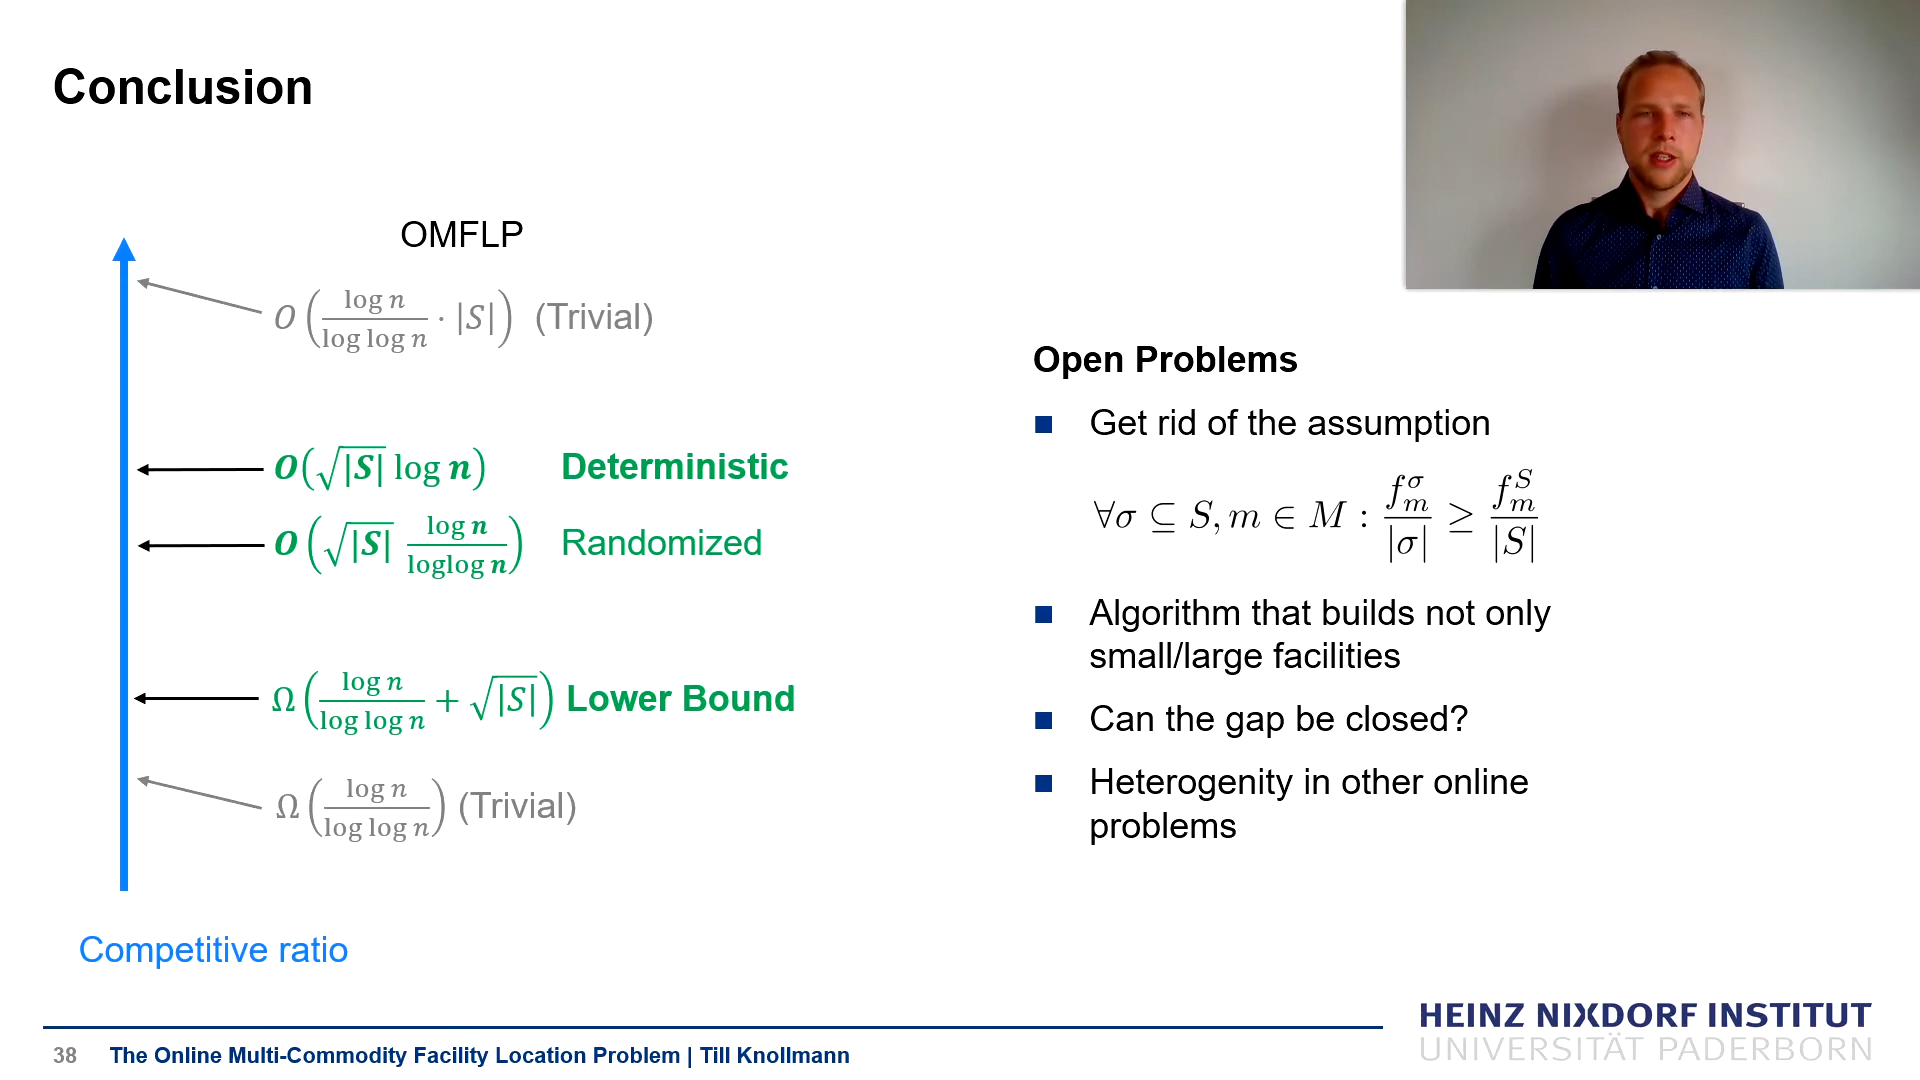 Conclusion
OMFLP
O(log n / log log n · |S|) (Trivial)
O(√|S| log n) Deterministic
O(√|S| log n / loglog n) Randomized
Ω(log n / log log n + √|S|) Lower Bound
Ω(log n / log log n) (Trivial)
Competitive ratio
Open Problems
Get rid of the assumption
∀σ ⊆ S, m ∈ M : f_m^σ / |σ| ≥ f_m^S / |S|
Algorithm that builds not only
small/large facilities
Can the gap be closed?
Heterogenity in other online
problems
38 The Online Multi-Commodity Facility Location Problem | Till Knollmann
HEINZ NIXDORF INSTITUT
UNIVERSITÄT PADERBORN